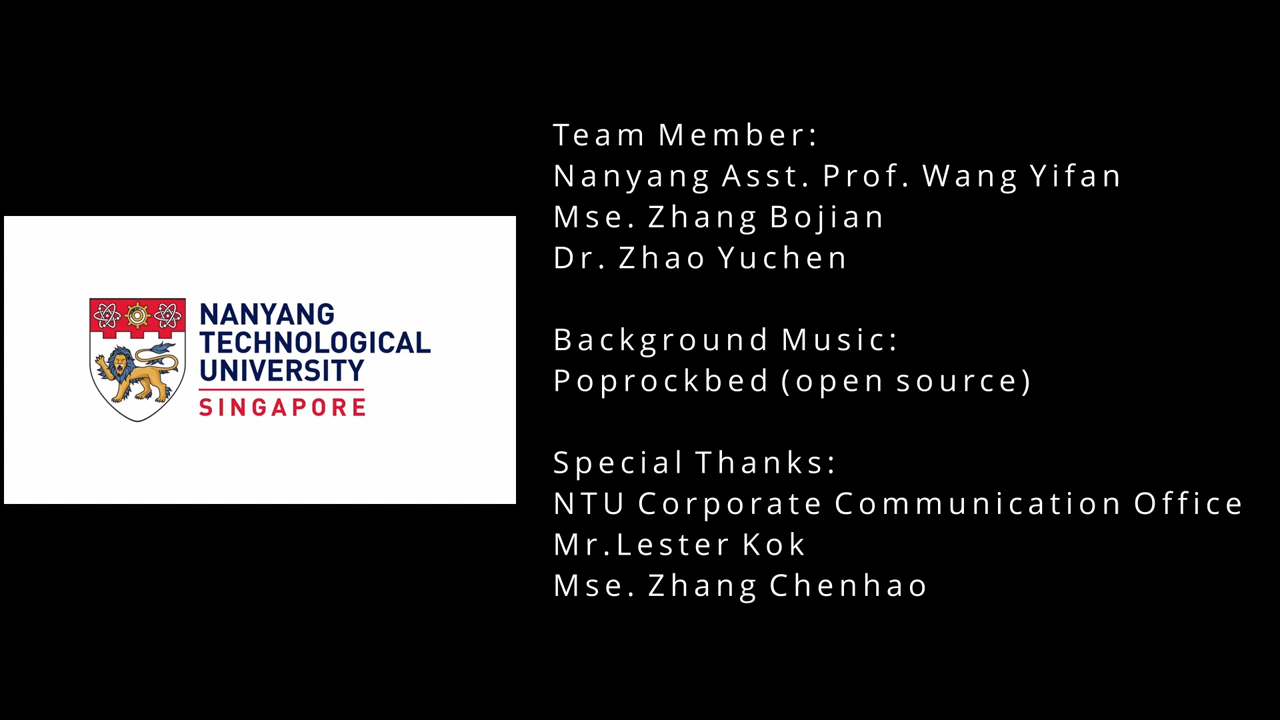 NANYANG
TECHNOLOGICAL
UNIVERSITY
SINGAPORE
Team Member:
Nanyang Asst. Prof. Wang Yifan
Mse. Zhang Bojian
Dr. Zhao Yuchen
Background Music:
Poprockbed (open source)
Special Thanks:
NTU Corporate Communication Office
Mr.Lester Kok
Mse. Zhang Chenhao